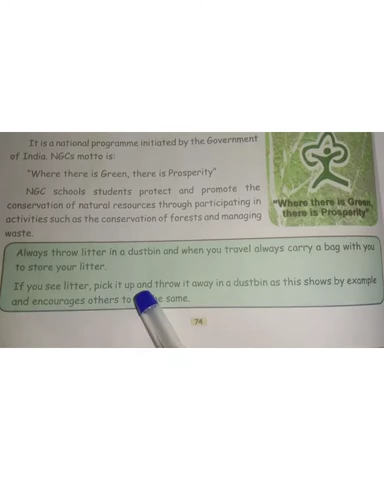 It is a national programme initiated by the Government
of India. NGCs motto is:
"Where there is Green, there is Prosperity"
NGC schools students protect and promote the
conservation of natural resources through participating in
activities such as the conservation of forests and managing
waste.
"Where there is Green,
there is Prosperity"
Always throw litter in a dustbin and when you travel always carry a bag with you
to store your litter.
If you see litter, pick it up and throw it away in a dustbin as this shows by example
and encourages others to same.
74